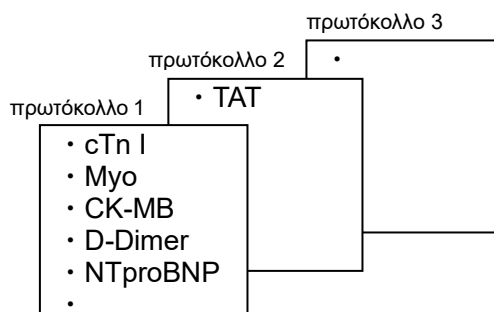 πρωτόκολλο 3
・
πρωτόκολλο 2
・TAT
πρωτόκολλο 1
・cTn I
・Myo
・CK-MB
・D-Dimer
・NTproBNP
・